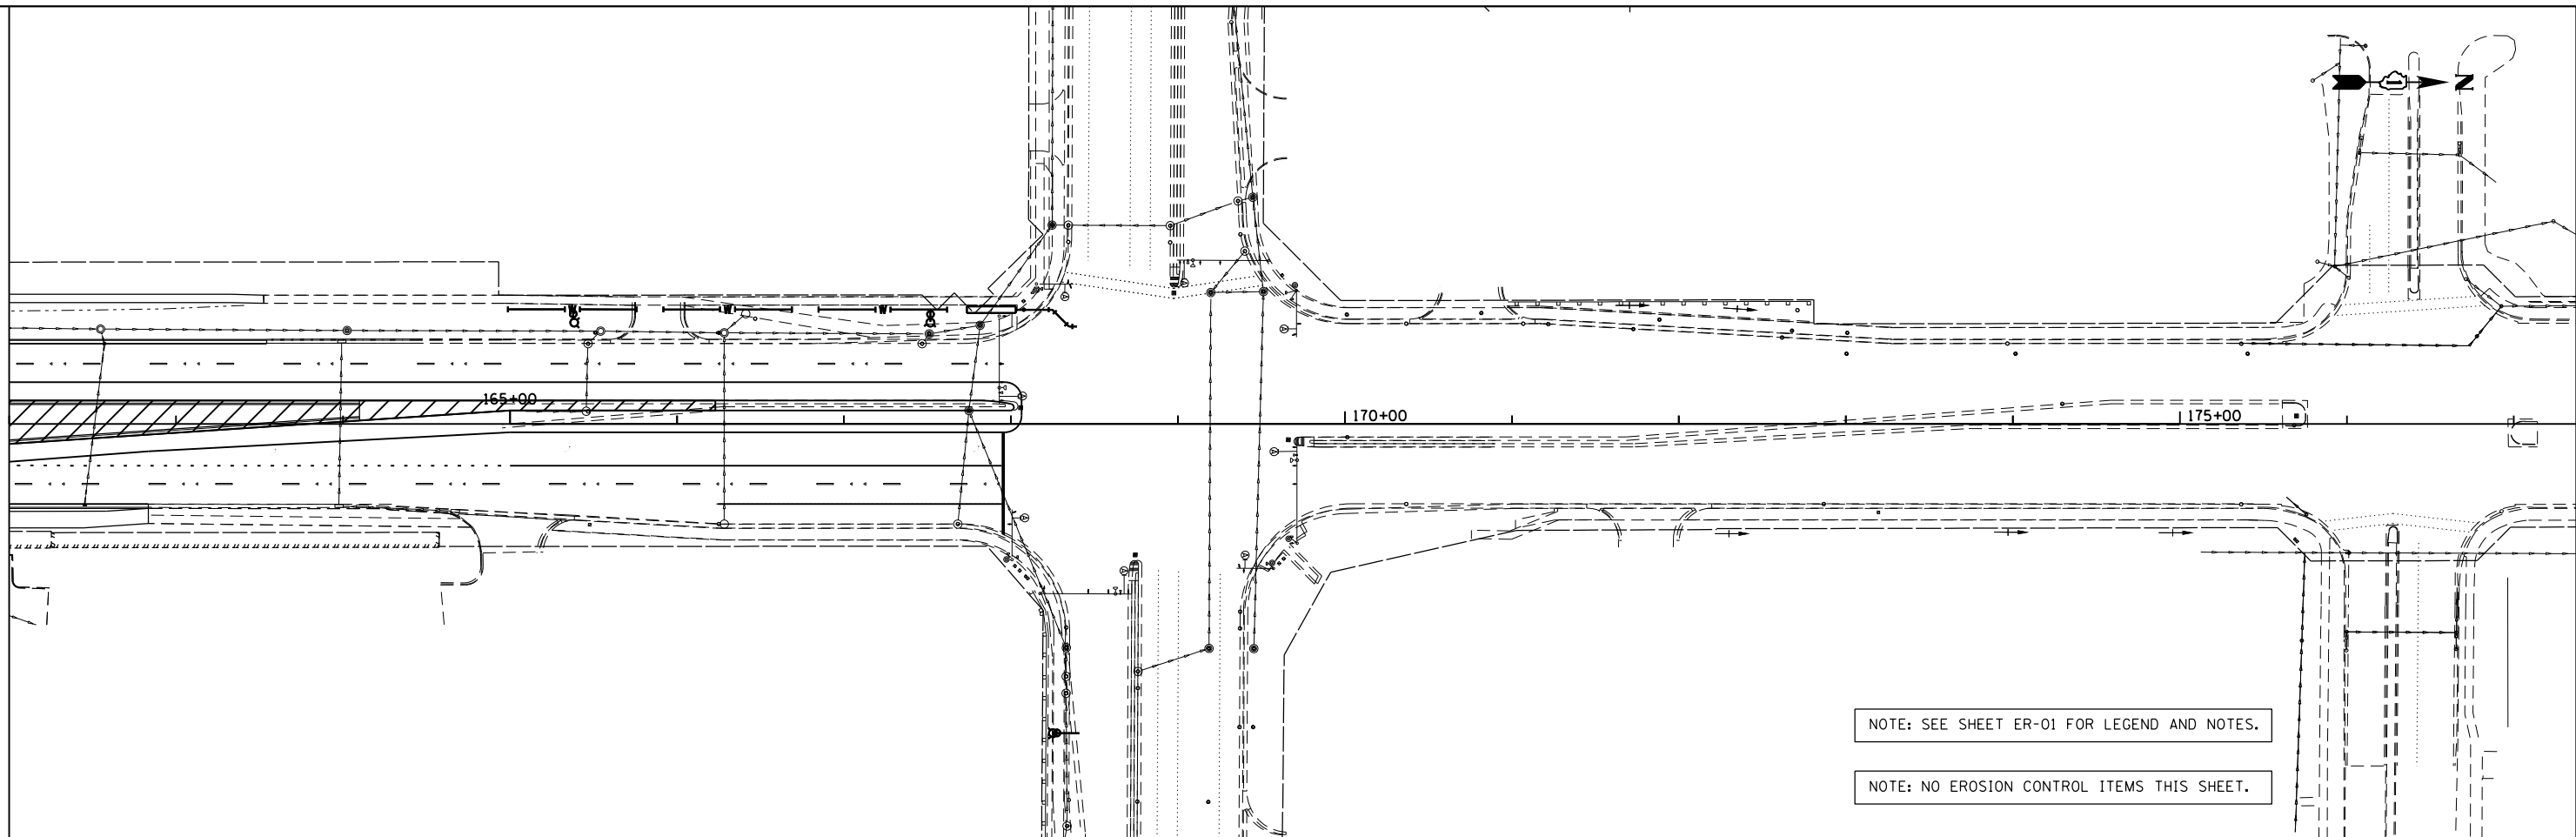 N
W
W
W
165+00
170+00
175+00
NOTE: SEE SHEET ER-01 FOR LEGEND AND NOTES.
NOTE: NO EROSION CONTROL ITEMS THIS SHEET.